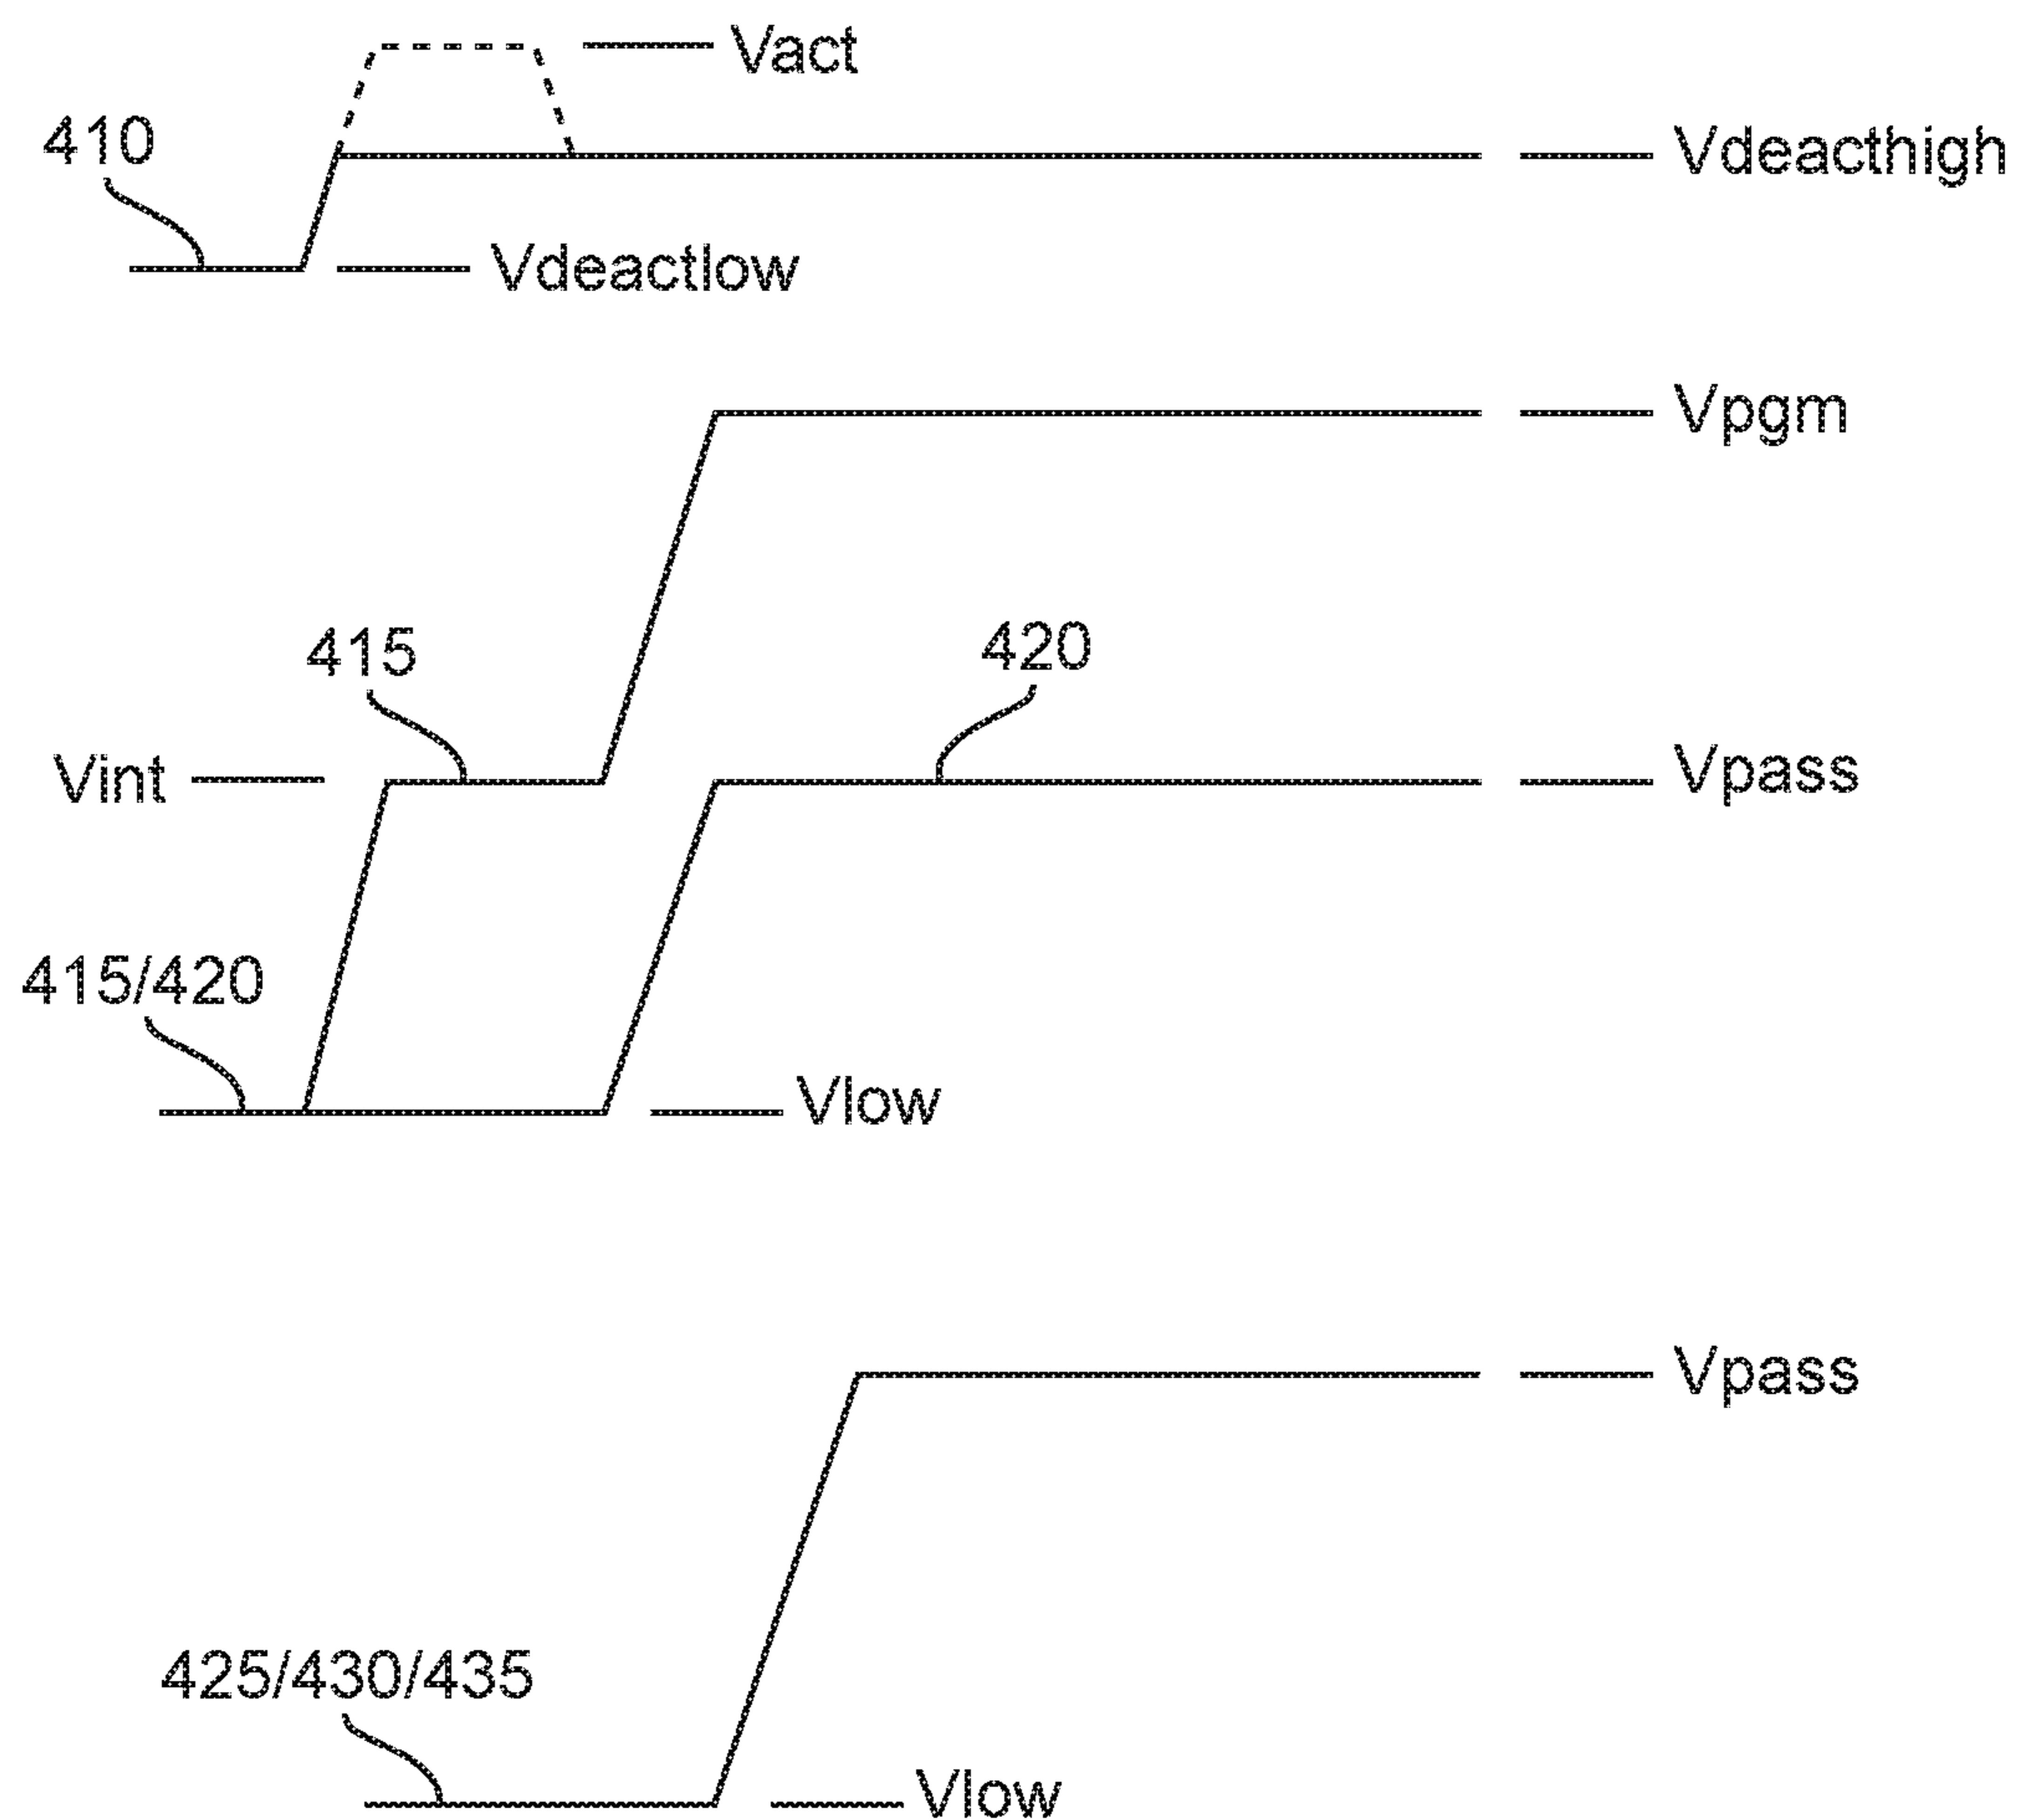 Vact
410
Vdeacthigh
Vdeactlow
Vpgm
415
420
Vint
Vpass
415/420
Vlow
Vpass
425/430/435
Vlow